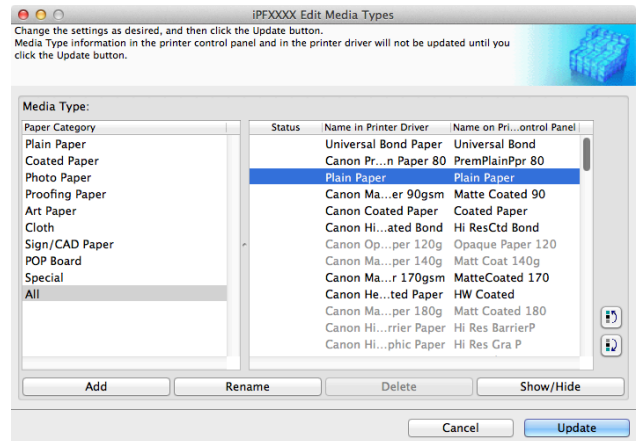 iPFXXXX Edit Media Types
Change the settings as desired, and then click the Update button.
Media Type information in the printer control panel and in the printer driver will not be updated until you
click the Update button.
Media Type:
Paper Category
Plain Paper
Coated Paper
Photo Paper
Proofing Paper
Art Paper
Cloth
Sign/CAD Paper
POP Board
Special
All
Status Name in Printer Driver Name on Pri...ontrol Panel
Universal Bond Paper Universal Bond
Canon Pr...n Paper 80 PremPlainPpr 80
Plain Paper Plain Paper
Canon Ma...er 90gsm Matte Coated 90
Canon Coated Paper Coated Paper
Canon Hi...ated Bond Hi ResCtd Bond
Canon Op...per 120g Opaque Paper 120
Canon Ma...per 140g Matt Coat 140g
Canon Ma...r 170gsm MatteCoated 170
Canon He...ted Paper HW Coated
Canon Ma...per 180g Matt Coated 180
Canon Hi...rrier Paper Hi Res BarrierP
Canon Hi...phic Paper Hi Res Gra P
Add Rename Delete Show/Hide
Cancel Update